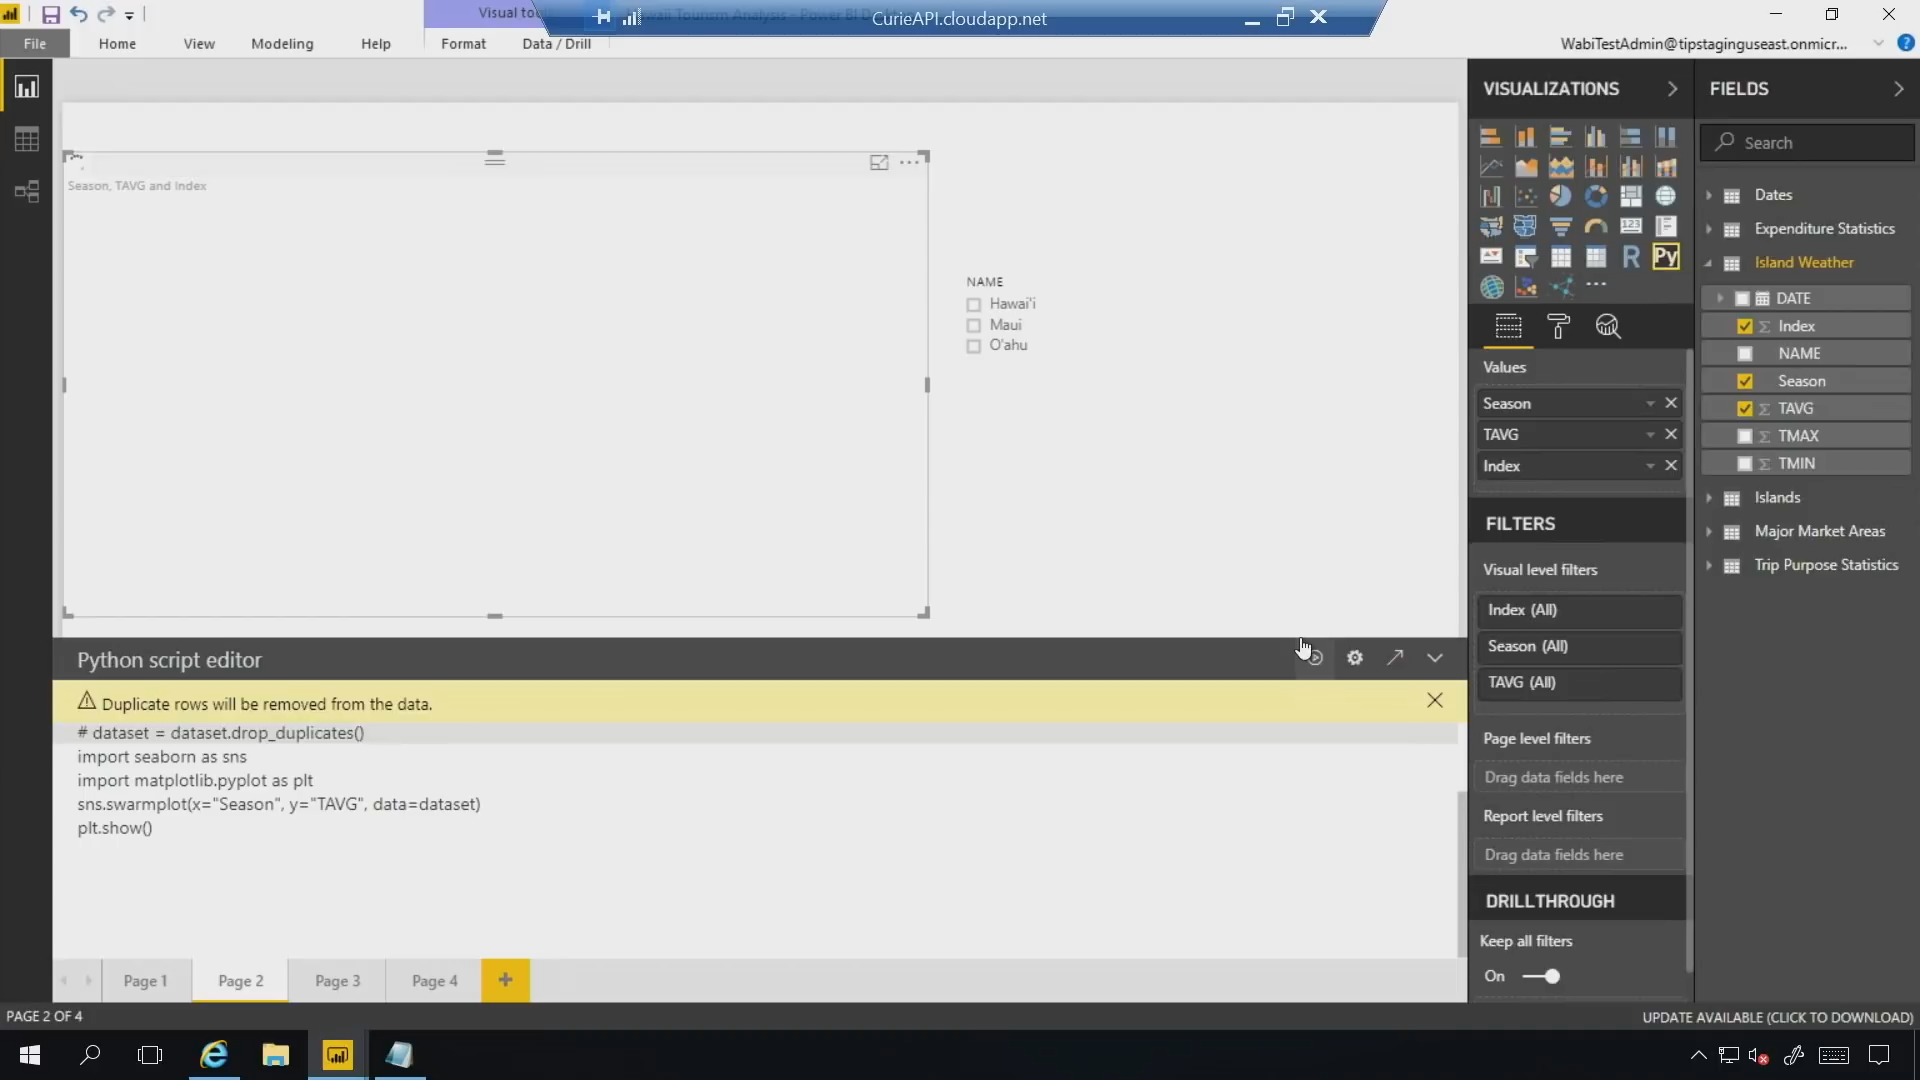 Visual to
CurieAPI.cloudapp.net
File
Home
View
Modeling
Help
Format
Data / Drill
WabiTestAdmin@tipstaginguseast.onmicr...
?
Season, TAVG and Index
NAME
Hawai'i
Maui
O'ahu
Python script editor
Duplicate rows will be removed from the data.
# dataset = dataset.drop_duplicates()
import seaborn as sns
import matplotlib.pyplot as plt
sns.swarmplot(x="Season", y="TAVG", data=dataset)
plt.show()
Page 1
Page 2
Page 3
Page 4
+
PAGE 2 OF 4
UPDATE AVAILABLE (CLICK TO DOWNLOAD)
VISUALIZATIONS
123
R
Py
Values
Season
TAVG
Index
FILTERS
Visual level filters
Index (All)
Season (All)
TAVG (All)
Page level filters
Drag data fields here
Report level filters
Drag data fields here
DRILLTHROUGH
Keep all filters
On
FIELDS
Search
Dates
Expenditure Statistics
Island Weather
DATE
Σ Index
NAME
Season
Σ TAVG
Σ TMAX
Σ TMIN
Islands
Major Market Areas
Trip Purpose Statistics